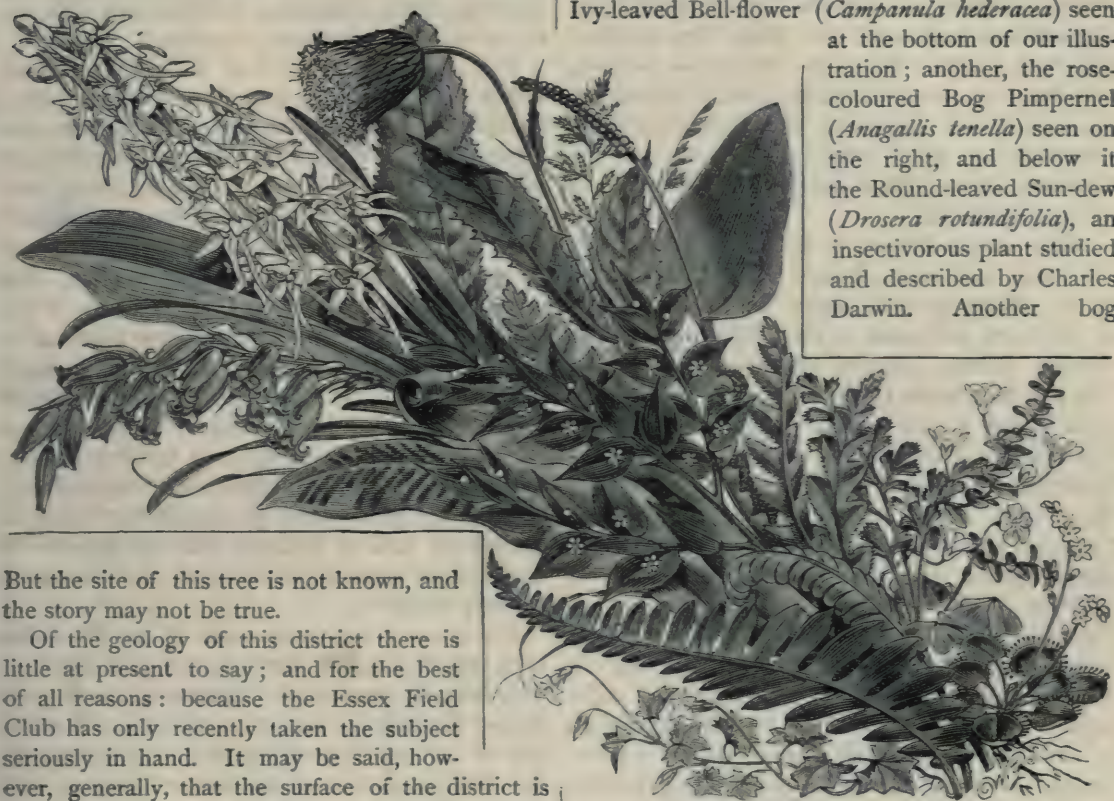 But the site of this tree is not known, and
the story may not be true.
Of the geology of this district there is
little at present to say; and for the best
of all reasons: because the Essex Field
Club has only recently taken the subject
seriously in hand. It may be said, how-
ever, generally, that the surface of the district is
Ivy-leaved Bell-flower (Campanula hederacea) seen
at the bottom of our illus-
tration; another, the rose-
coloured Bog Pimpernel
(Anagallis tenella) seen on
the right, and below it
the Round-leaved Sun-dew
(Drosera rotundifolia), an
insectivorous plant studied
and described by Charles
Darwin. Another bog